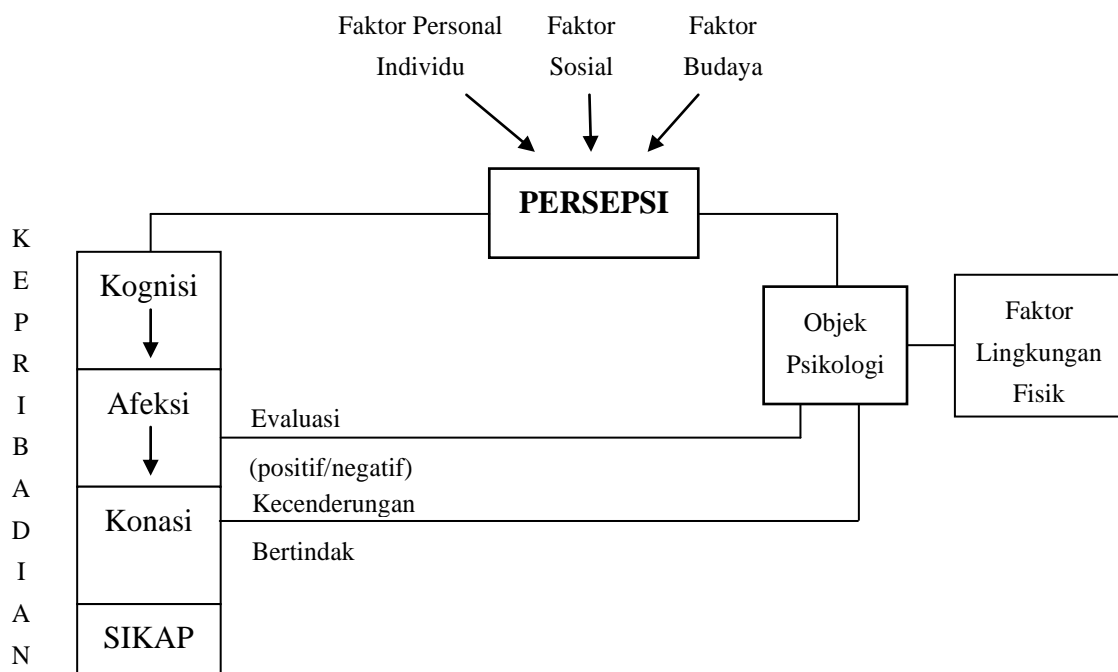 Faktor Personal
Individu
Faktor
Sosial
Faktor
Budaya
PERSEPSI
K
E
P
R
I
B
A
D
I
A
N
Kognisi
Afeksi
Konasi
SIKAP
Evaluasi
(positif/negatif)
Kecenderungan
Bertindak
Objek
Psikologi
Faktor
Lingkungan
Fisik